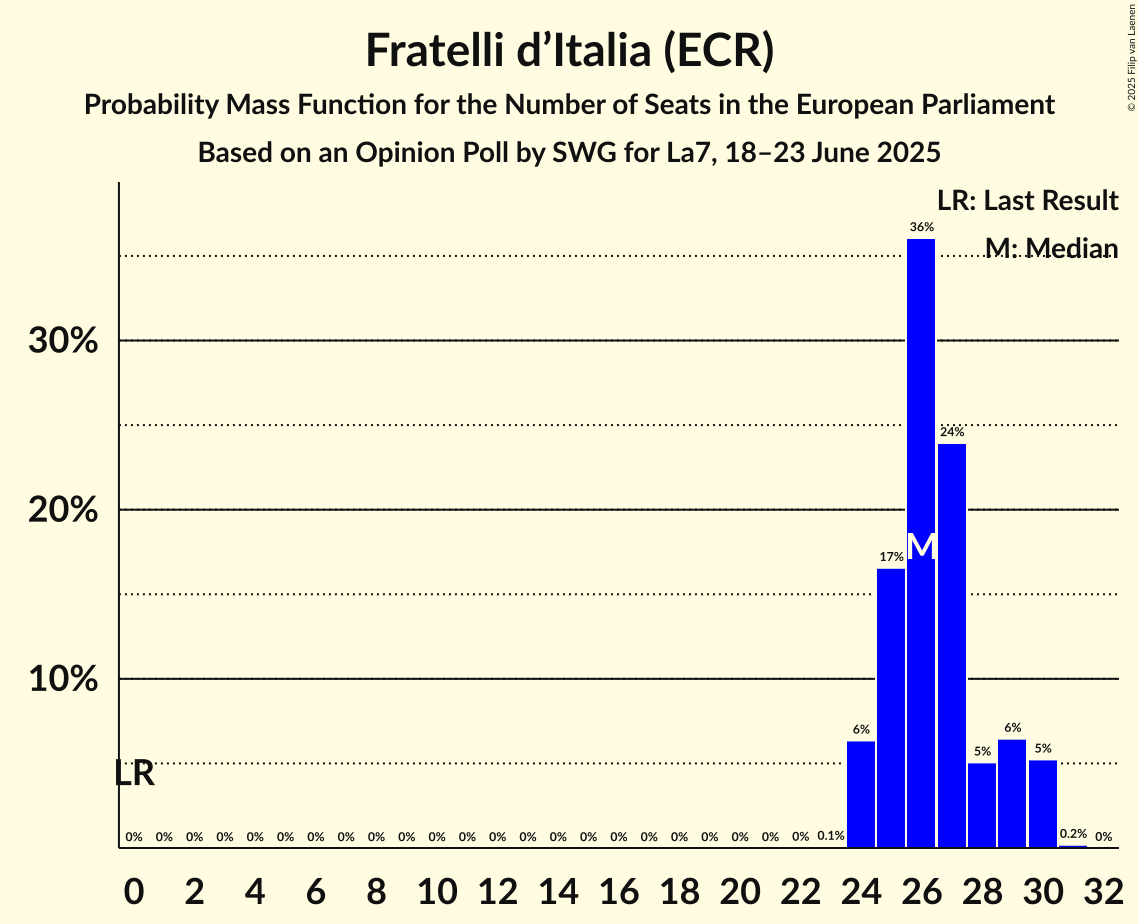 Fratelli d’Italia (ECR)
Probability Mass Function for the Number of Seats in the European Parliament
Based on an Opinion Poll by SWG for La7, 18–23 June 2025
© 2025 Filip van Laenen
LR: Last Result
M: Median
36%
30%
24%
20%
M
17%
10%
6%
6%
5%
5%
LR
0% 0% 0% 0% 0% 0% 0% 0% 0% 0% 0% 0% 0% 0% 0% 0% 0% 0% 0% 0% 0% 0% 0% 0.1% 0.2% 0%
0 2 4 6 8 10 12 14 16 18 20 22 24 26 28 30 32